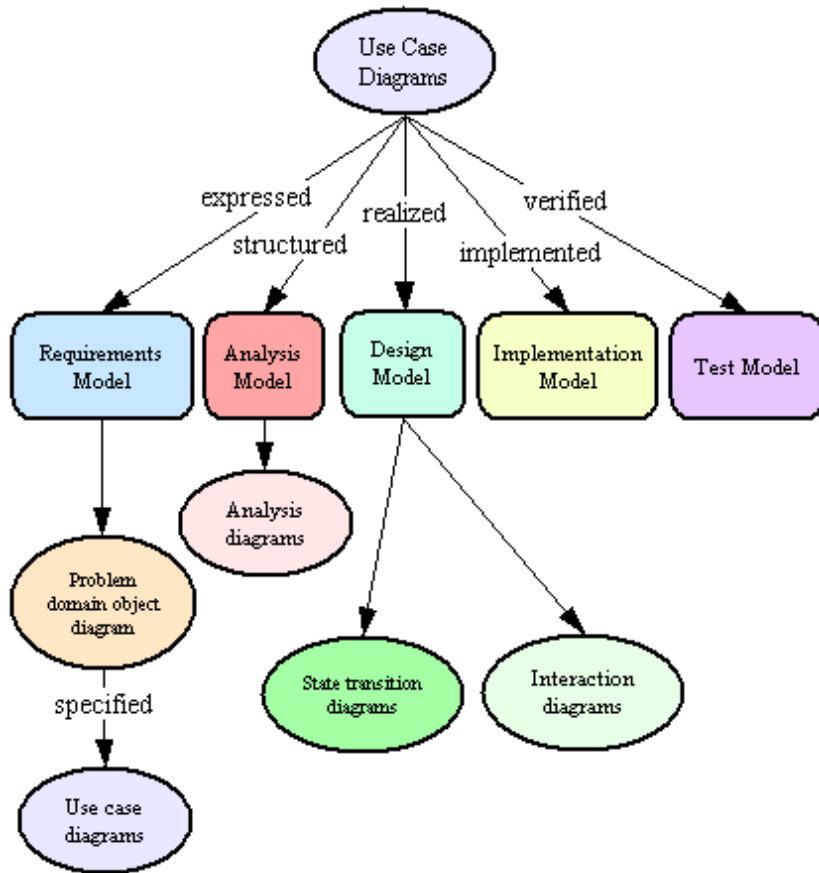 Use Case
Diagrams
expressed
structured
realized
implemented
verified
Requirements
Model
Analysis
Model
Design
Model
Implementation
Model
Test Model
Analysis
diagrams
Problem
domain object
diagram
specified
State transition
diagrams
Interaction
diagrams
Use case
diagrams